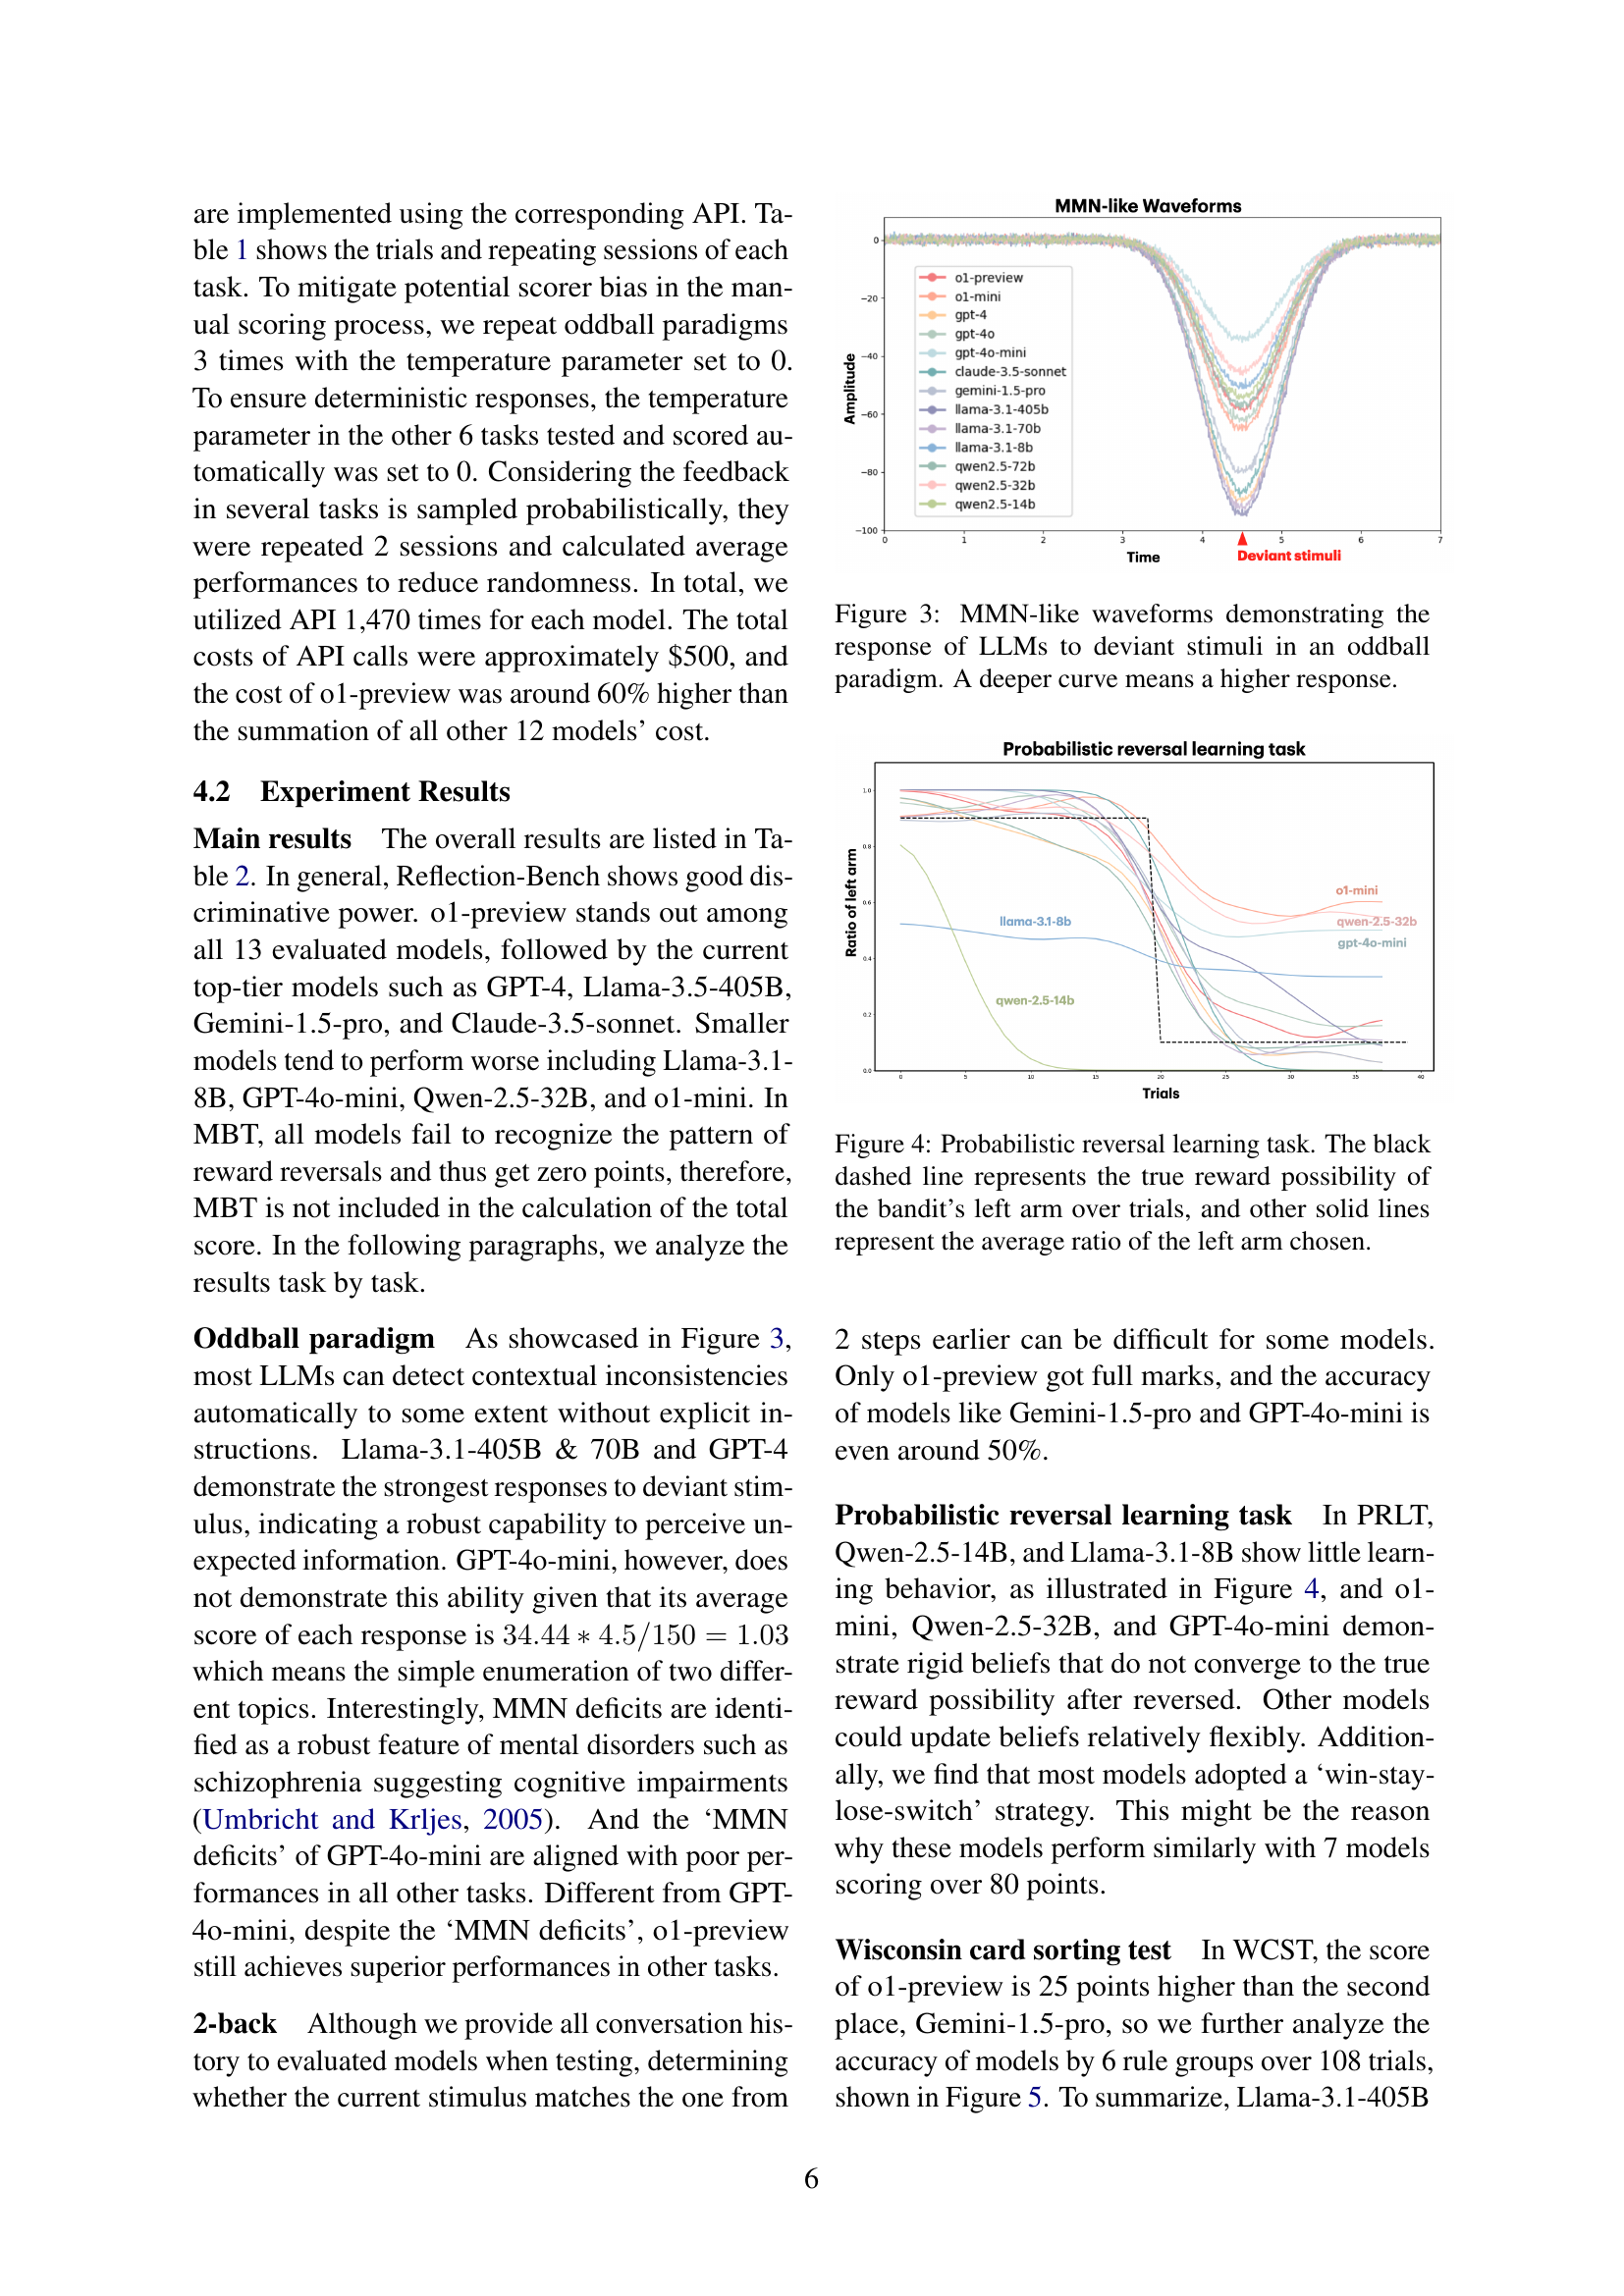 are implemented using the corresponding API. Ta-
ble 1 shows the trials and repeating sessions of each
task. To mitigate potential scorer bias in the man-
ual scoring process, we repeat oddball paradigms
3 times with the temperature parameter set to 0.
To ensure deterministic responses, the temperature
parameter in the other 6 tasks tested and scored au-
tomatically was set to 0. Considering the feedback
in several tasks is sampled probabilistically, they
were repeated 2 sessions and calculated average
performances to reduce randomness. In total, we
utilized API 1,470 times for each model. The total
costs of API calls were approximately $500, and
the cost of o1-preview was around 60% higher than
the summation of all other 12 models’ cost.
4.2 Experiment Results
Main results The overall results are listed in Ta-
ble 2. In general, Reflection-Bench shows good dis-
criminative power. o1-preview stands out among
all 13 evaluated models, followed by the current
top-tier models such as GPT-4, Llama-3.5-405B,
Gemini-1.5-pro, and Claude-3.5-sonnet. Smaller
models tend to perform worse including Llama-3.1-
8B, GPT-4o-mini, Qwen-2.5-32B, and o1-mini. In
MBT, all models fail to recognize the pattern of
reward reversals and thus get zero points, therefore,
MBT is not included in the calculation of the total
score. In the following paragraphs, we analyze the
results task by task.
Oddball paradigm As showcased in Figure 3,
most LLMs can detect contextual inconsistencies
automatically to some extent without explicit in-
structions. Llama-3.1-405B & 70B and GPT-4
demonstrate the strongest responses to deviant stim-
ulus, indicating a robust capability to perceive un-
expected information. GPT-4o-mini, however, does
not demonstrate this ability given that its average
score of each response is 34.44 ∗ 4.5/150 = 1.03
which means the simple enumeration of two differ-
ent topics. Interestingly, MMN deficits are identi-
fied as a robust feature of mental disorders such as
schizophrenia suggesting cognitive impairments
(Umbricht and Krljes, 2005). And the ‘MMN
deficits’ of GPT-4o-mini are aligned with poor per-
formances in all other tasks. Different from GPT-
4o-mini, despite the ‘MMN deficits’, o1-preview
still achieves superior performances in other tasks.
2-back Although we provide all conversation his-
tory to evaluated models when testing, determining
whether the current stimulus matches the one from
MMN-like Waveforms
0
−20
−40
−60
−80
−100
Amplitude
o1-preview
o1-mini
gpt-4
gpt-4o
gpt-4o-mini
claude-3.5-sonnet
gemini-1.5-pro
llama-3.1-405b
llama-3.1-70b
llama-3.1-8b
qwen2.5-72b
qwen2.5-32b
qwen2.5-14b
0 1 2 3 4 5 6 7
Time
Deviant stimuli
Figure 3: MMN-like waveforms demonstrating the
response of LLMs to deviant stimuli in an oddball
paradigm. A deeper curve means a higher response.
Probabilistic reversal learning task
1.0
0.8
0.6
0.4
0.2
0.0
Ratio of left arm
o1-mini
llama-3.1-8b
qwen-2.5-32b
gpt-4o-mini
qwen-2.5-14b
0 5 10 15 20 25 30 35 40
Trials
Figure 4: Probabilistic reversal learning task. The black
dashed line represents the true reward possibility of
the bandit’s left arm over trials, and other solid lines
represent the average ratio of the left arm chosen.
2 steps earlier can be difficult for some models.
Only o1-preview got full marks, and the accuracy
of models like Gemini-1.5-pro and GPT-4o-mini is
even around 50%.
Probabilistic reversal learning task In PRLT,
Qwen-2.5-14B, and Llama-3.1-8B show little learn-
ing behavior, as illustrated in Figure 4, and o1-
mini, Qwen-2.5-32B, and GPT-4o-mini demon-
strate rigid beliefs that do not converge to the true
reward possibility after reversed. Other models
could update beliefs relatively flexibly. Addition-
ally, we find that most models adopted a ‘win-stay-
lose-switch’ strategy. This might be the reason
why these models perform similarly with 7 models
scoring over 80 points.
Wisconsin card sorting test In WCST, the score
of o1-preview is 25 points higher than the second
place, Gemini-1.5-pro, so we further analyze the
accuracy of models by 6 rule groups over 108 trials,
shown in Figure 5. To summarize, Llama-3.1-405B
6